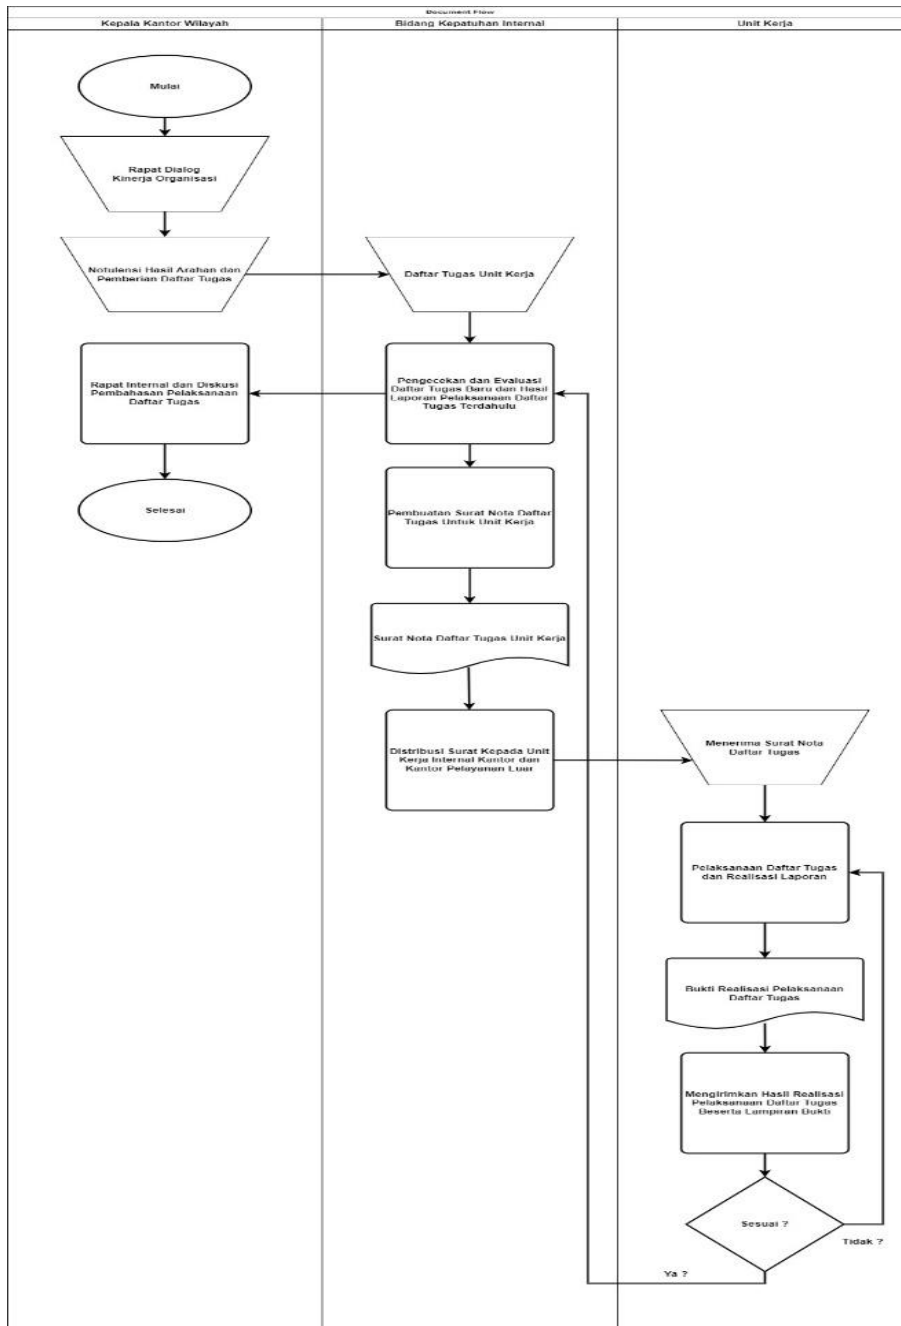 Document Flow
Kepala Kantor Wilayah
Bidang Kepatuhan Internal
Unit Kerja
Mulai
Rapat Dialog
Kinerja Organisasi
Notulensi Hasil Arahan dan
Pemberian Daftar Tugas
Daftar Tugas Unit Kerja
Rapat Internal dan Diskusi
Pembahasan Pelaksanaan
Daftar Tugas
Pengecekan dan Evaluasi
Daftar Tugas Baru dan Hasil
Laporan Pelaksanaan Daftar
Tugas Terdahulu
Selesai
Pembuatan Surat Nota Daftar
Tugas Untuk Unit Kerja
Surat Nota Daftar Tugas Unit Kerja
Distribusi Surat Kepada Unit
Kerja Internal Kantor dan
Kantor Pelayanan Luar
Menerima Surat Nota
Daftar Tugas
Pelaksanaan Daftar Tugas
dan Realisasi Laporan
Bukti Realisasi Pelaksanaan
Daftar Tugas
Mengirimkan Hasil Realisasi
Pelaksanaan Daftar Tugas
Beserta Lampiran Bukti
Sesuai ?
Tidak ?
Ya ?